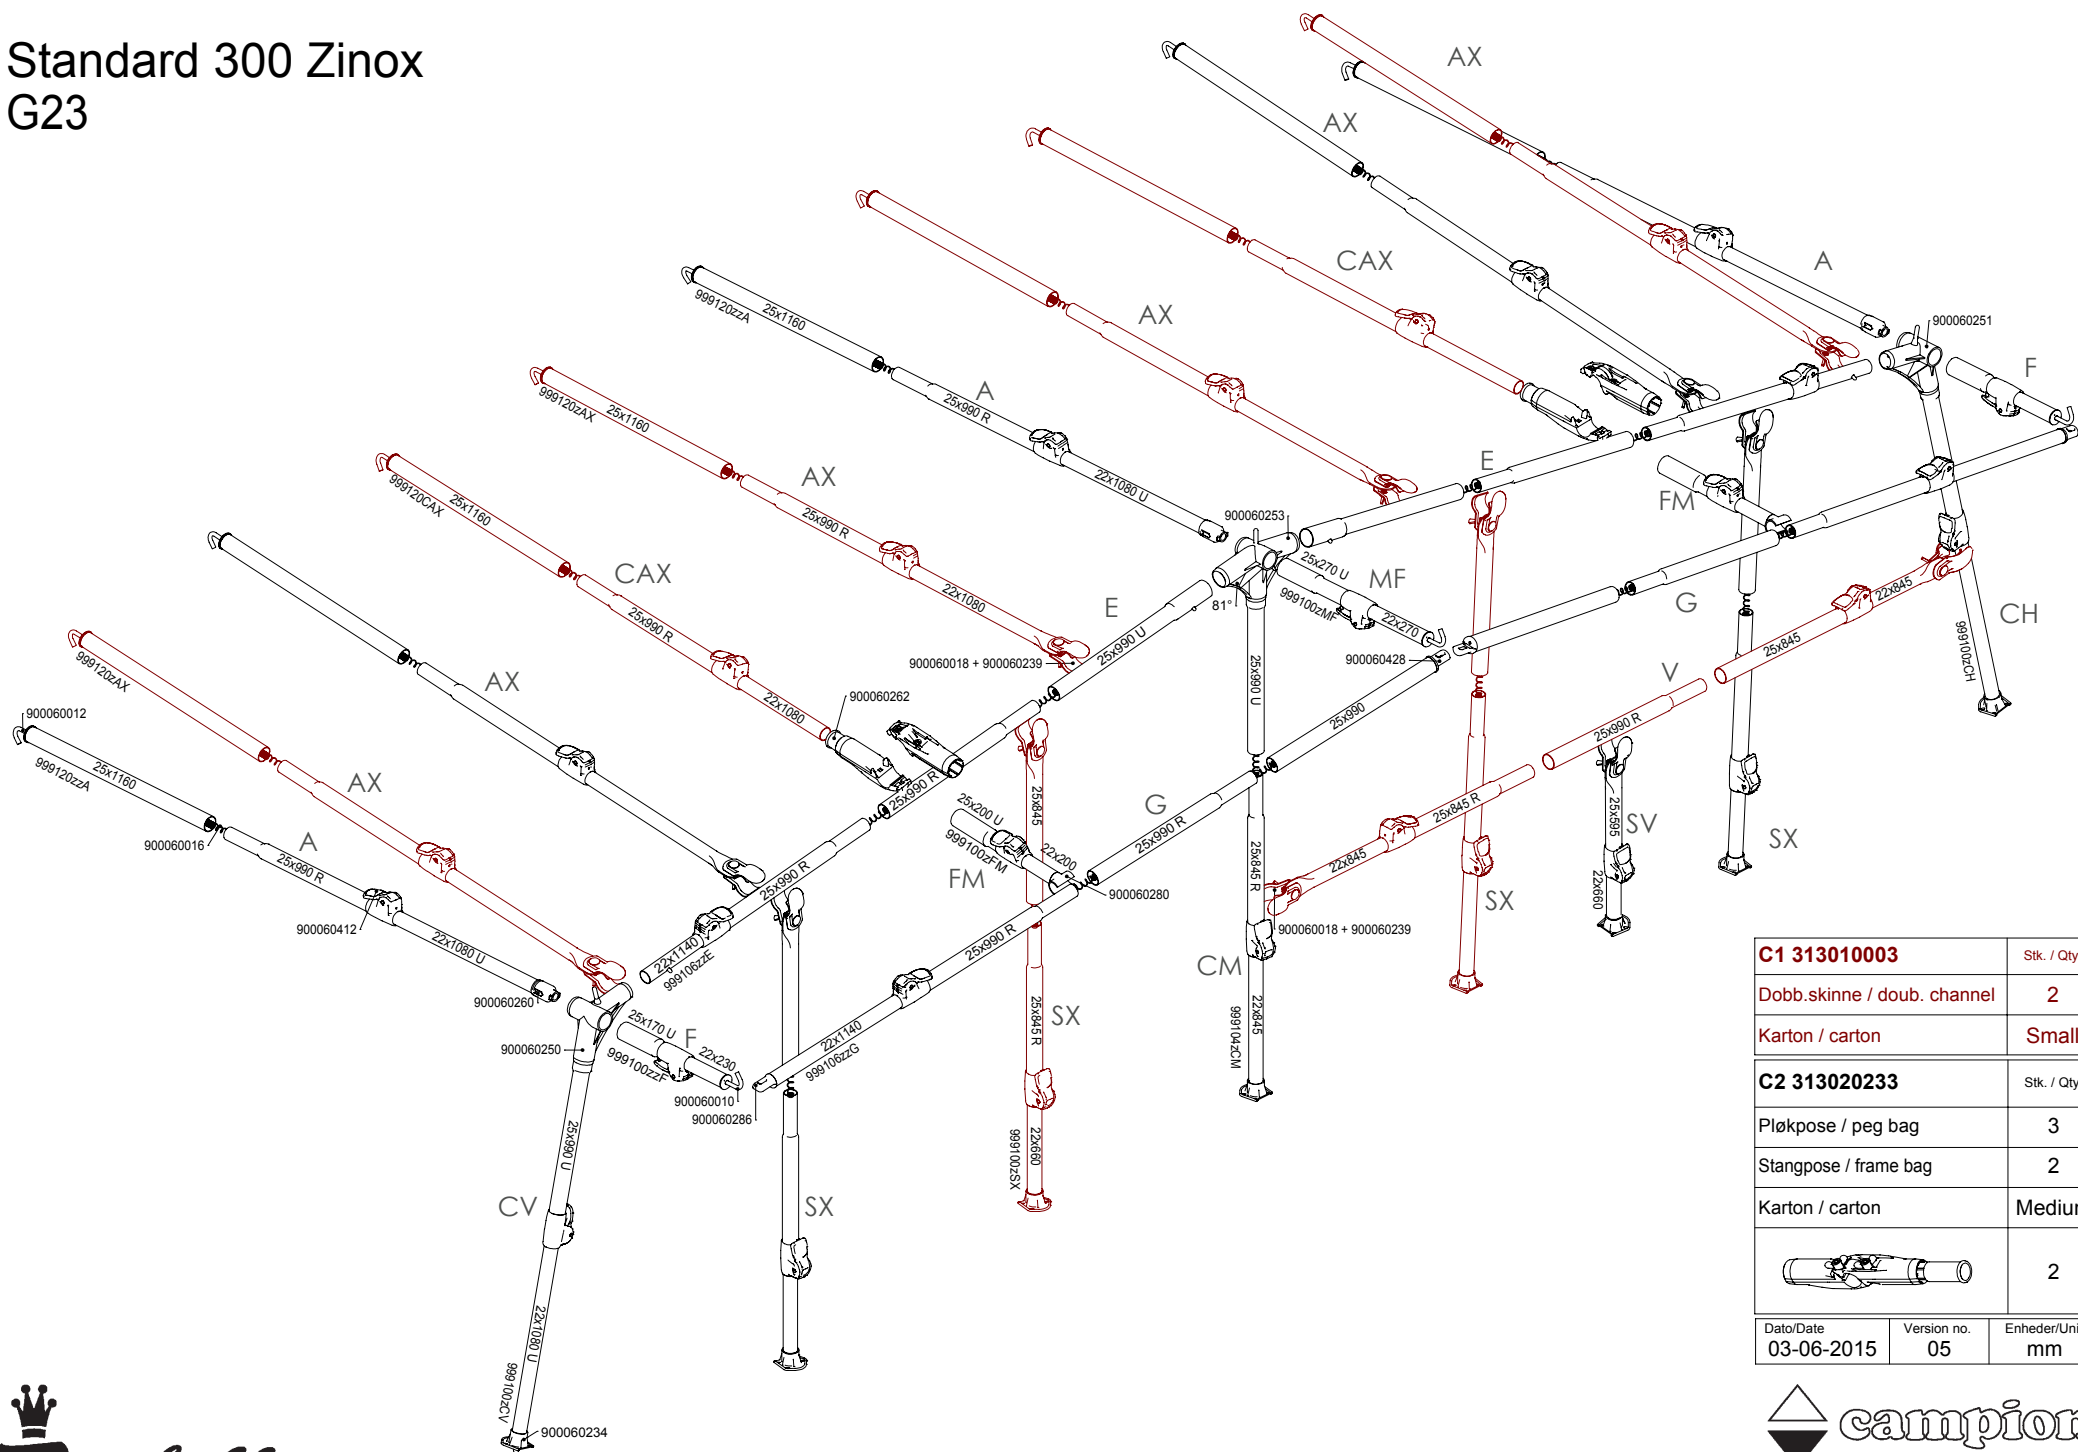 Standard 300 Zinox
G23
AX
AX
CAX
A
AX
900060251
F
999120zzA
25x1160
A
25x990 R
22x1080 U
E
FM
900060253
999120zAX
25x1160
AX
25x990 R
22x1080
25x270 U
MF
999100zMF
22x270
81°
E
G
22x845
CH
999100zCH
999120CAX
25x1160
CAX
25x990 R
22x1080
900060018 + 900060239
25x990 U
25x990 U
900060428
25x845
V
999120zAX
AX
900060262
25x990
25x990 R
900060012
999120zzA
25x1160
AX
25x990 R
25x845
25x200 U
999100zFM
22x200
FM
G
25x990 R
25x845 R
25x845 R
22x845
25x595
SV
22x660
SX
900060016
A
25x990 R
900060412
22x1080 U
25x990 R
900060280
900060018 + 900060239
SX
22x1140
999106zzE
25x990 R
CM
900060260
25x170 U
F
22x230
999100zzF
900060250
22x1140
999106zzG
25x845 R
SX
22x845
999104zCM
900060010
900060286
25x990 U
22x660
999100zSX
CV
SX
22x1080 U
999100zCV
900060234
C1 313010003 Stk. / Qty
Dobb.skinne / doub. channel 2
Karton / carton Small
C2 313020233 Stk. / Qty
Pløkpose / peg bag 3
Stangpose / frame bag 2
Karton / carton Medium
2
Dato/Date Version no. Enheder/Uni
03-06-2015 05 mm
campion